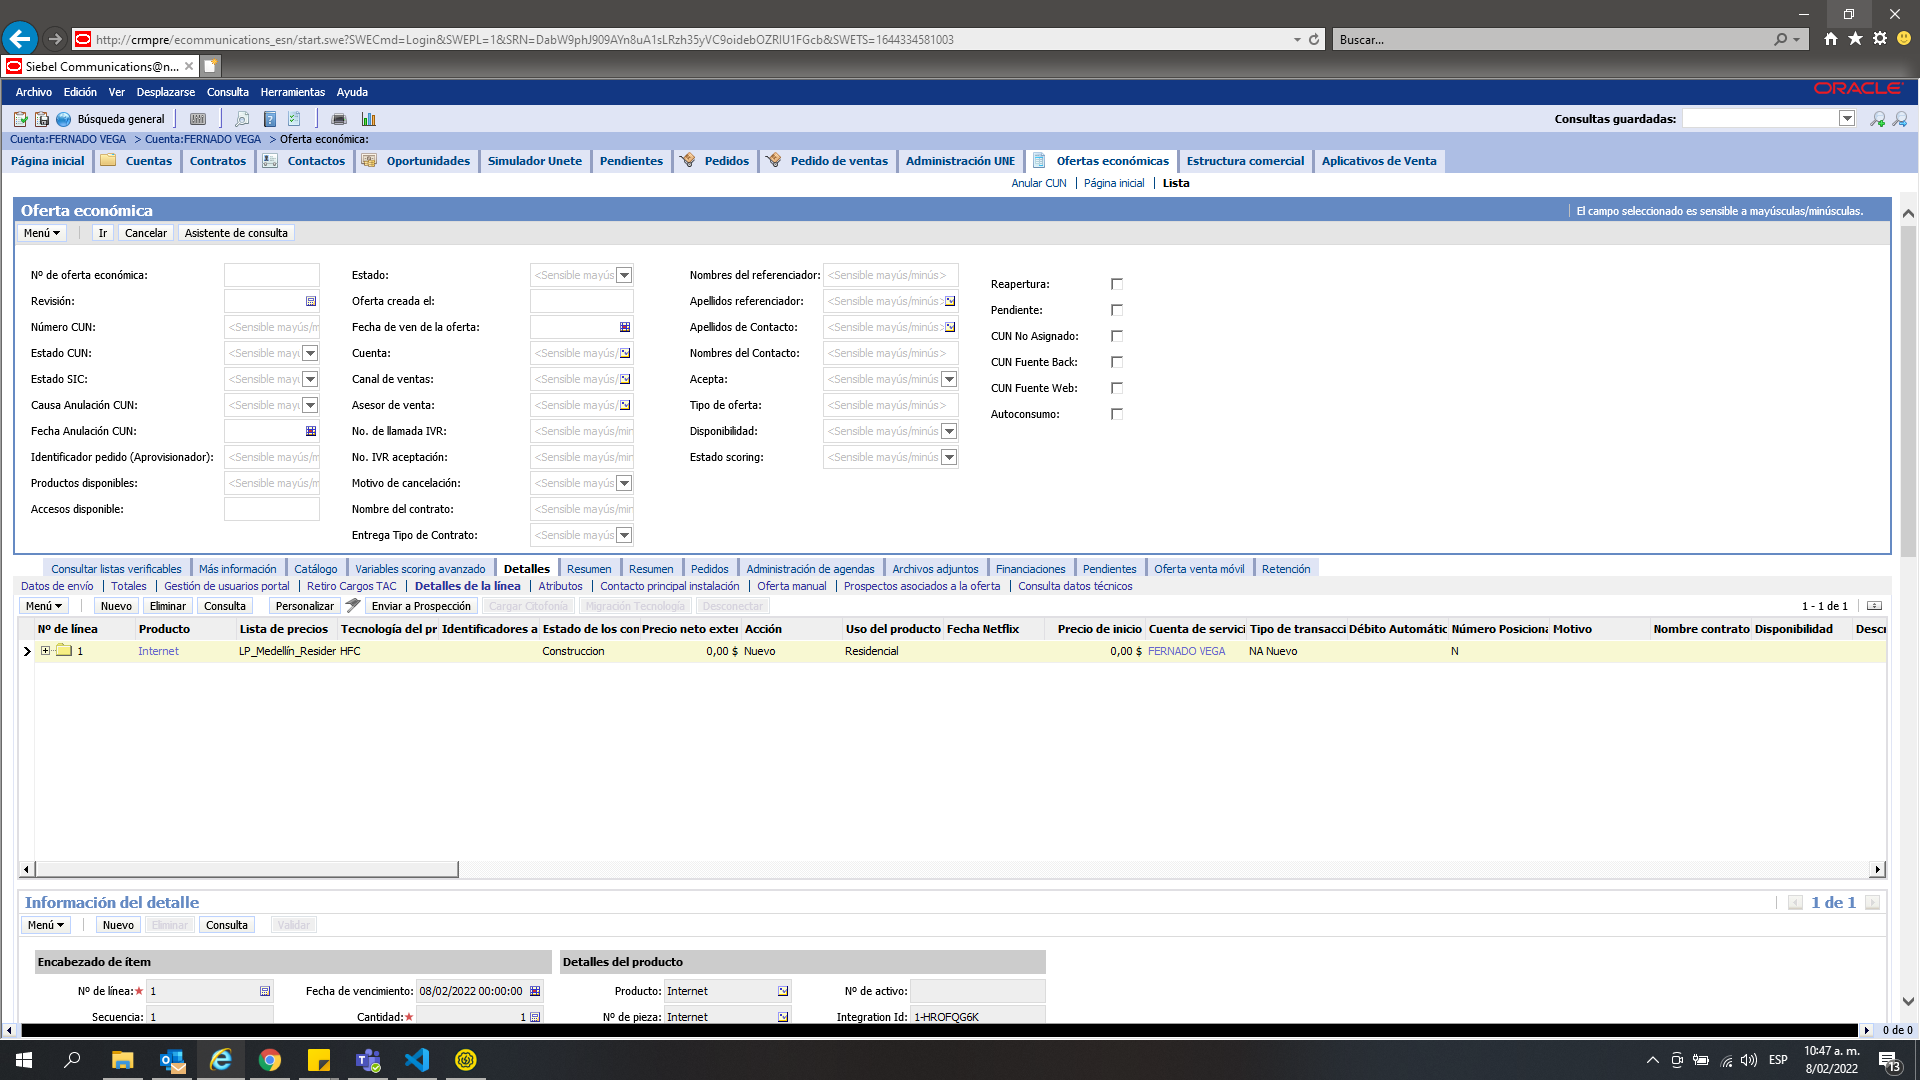 http://crmpre/ecommunications_esn/start.swe?SWECmd=Login&SWEPL=1&SRN=DabW9phJ909AYn8uA1sLRzh35yVC9oidebOZRIU1FGcb&SWETS=1644334581003
Buscar...
Siebel Communications@n...
Archivo Edición Ver Desplazarse Consulta Herramientas Ayuda
ORACLE
Búsqueda general
Consultas guardadas:
Cuenta:FERNADO VEGA > Cuenta:FERNADO VEGA > Oferta económica:
Página inicial Cuentas Contratos Contactos Oportunidades Simulador Unete Pendientes Pedidos Pedido de ventas Administración UNE Ofertas económicas Estructura comercial Aplicativos de Venta
Anular CUN Página inicial Lista
Oferta económica
El campo seleccionado es sensible a mayúsculas/minúsculas.
Menú Ir Cancelar Asistente de consulta
Nº de oferta económica: Estado: <Sensible mayús Nombres del referenciador: <Sensible mayús/minús>
Reapertura:
Revisión: Oferta creada el: Apellidos referenciador: <Sensible mayús/minús>
Pendiente:
Número CUN: <Sensible mayús/m Fecha de ven de la oferta: Apellidos de Contacto: <Sensible mayús/minús>
CUN No Asignado:
Estado CUN: <Sensible mayú Cuenta: <Sensible mayús/ Nombres del Contacto: <Sensible mayús/minús>
CUN Fuente Back:
Estado SIC: <Sensible mayú Canal de ventas: <Sensible mayús/ Acepta: <Sensible mayús/minús
CUN Fuente Web:
Causa Anulación CUN: <Sensible mayú Asesor de venta: <Sensible mayús/ Tipo de oferta: <Sensible mayús/minús>
Autoconsumo:
Fecha Anulación CUN: No. de llamada IVR: <Sensible mayús/min Disponibilidad: <Sensible mayús/minús
Identificador pedido (Aprovisionador): <Sensible mayús/m No. IVR aceptación: <Sensible mayús/min Estado scoring: <Sensible mayús/minús
Productos disponibles: <Sensible mayús/m Motivo de cancelación: <Sensible mayús
Accesos disponible: Nombre del contrato: <Sensible mayús/min
Entrega Tipo de Contrato: <Sensible mayús
Consultar listas verificables Más información Catálogo Variables scoring avanzado Detalles Resumen Resumen Pedidos Administración de agendas Archivos adjuntos Financiaciones Pendientes Oferta venta móvil Retención
Datos de envío Totales Gestión de usuarios portal Retiro Cargos TAC Detalles de la línea Atributos Contacto principal instalación Oferta manual Prospectos asociados a la oferta Consulta datos técnicos
Menú Nuevo Eliminar Consulta Personalizar Enviar a Prospección Cargar Citofonía Migración Tecnología Desconectar 1 - 1 de 1
Nº de línea Producto Lista de precios Tecnología del pr Identificadores a Estado de los con Precio neto exter Acción Uso del producto Fecha Netflix Precio de inicio Cuenta de servici Tipo de transacci Débito Automátic Número Posiciona Motivo Nombre contrato Disponibilidad Descr
1 Internet LP_Medellín_Resider HFC Construccion 0,00 $ Nuevo Residencial 0,00 $ FERNADO VEGA NA Nuevo N
Información del detalle
1 de 1
Menú Nuevo Eliminar Consulta Validar
Encabezado de ítem Detalles del producto
Nº de línea:★ 1 Fecha de vencimiento: 08/02/2022 00:00:00 Producto: Internet Nº de activo:
Secuencia: 1 Cantidad:★ 1 Nº de pieza: Internet Integration Id: 1-HROFQG6K
0 de 0
ESP
10:47 a. m.
8/02/2022
13